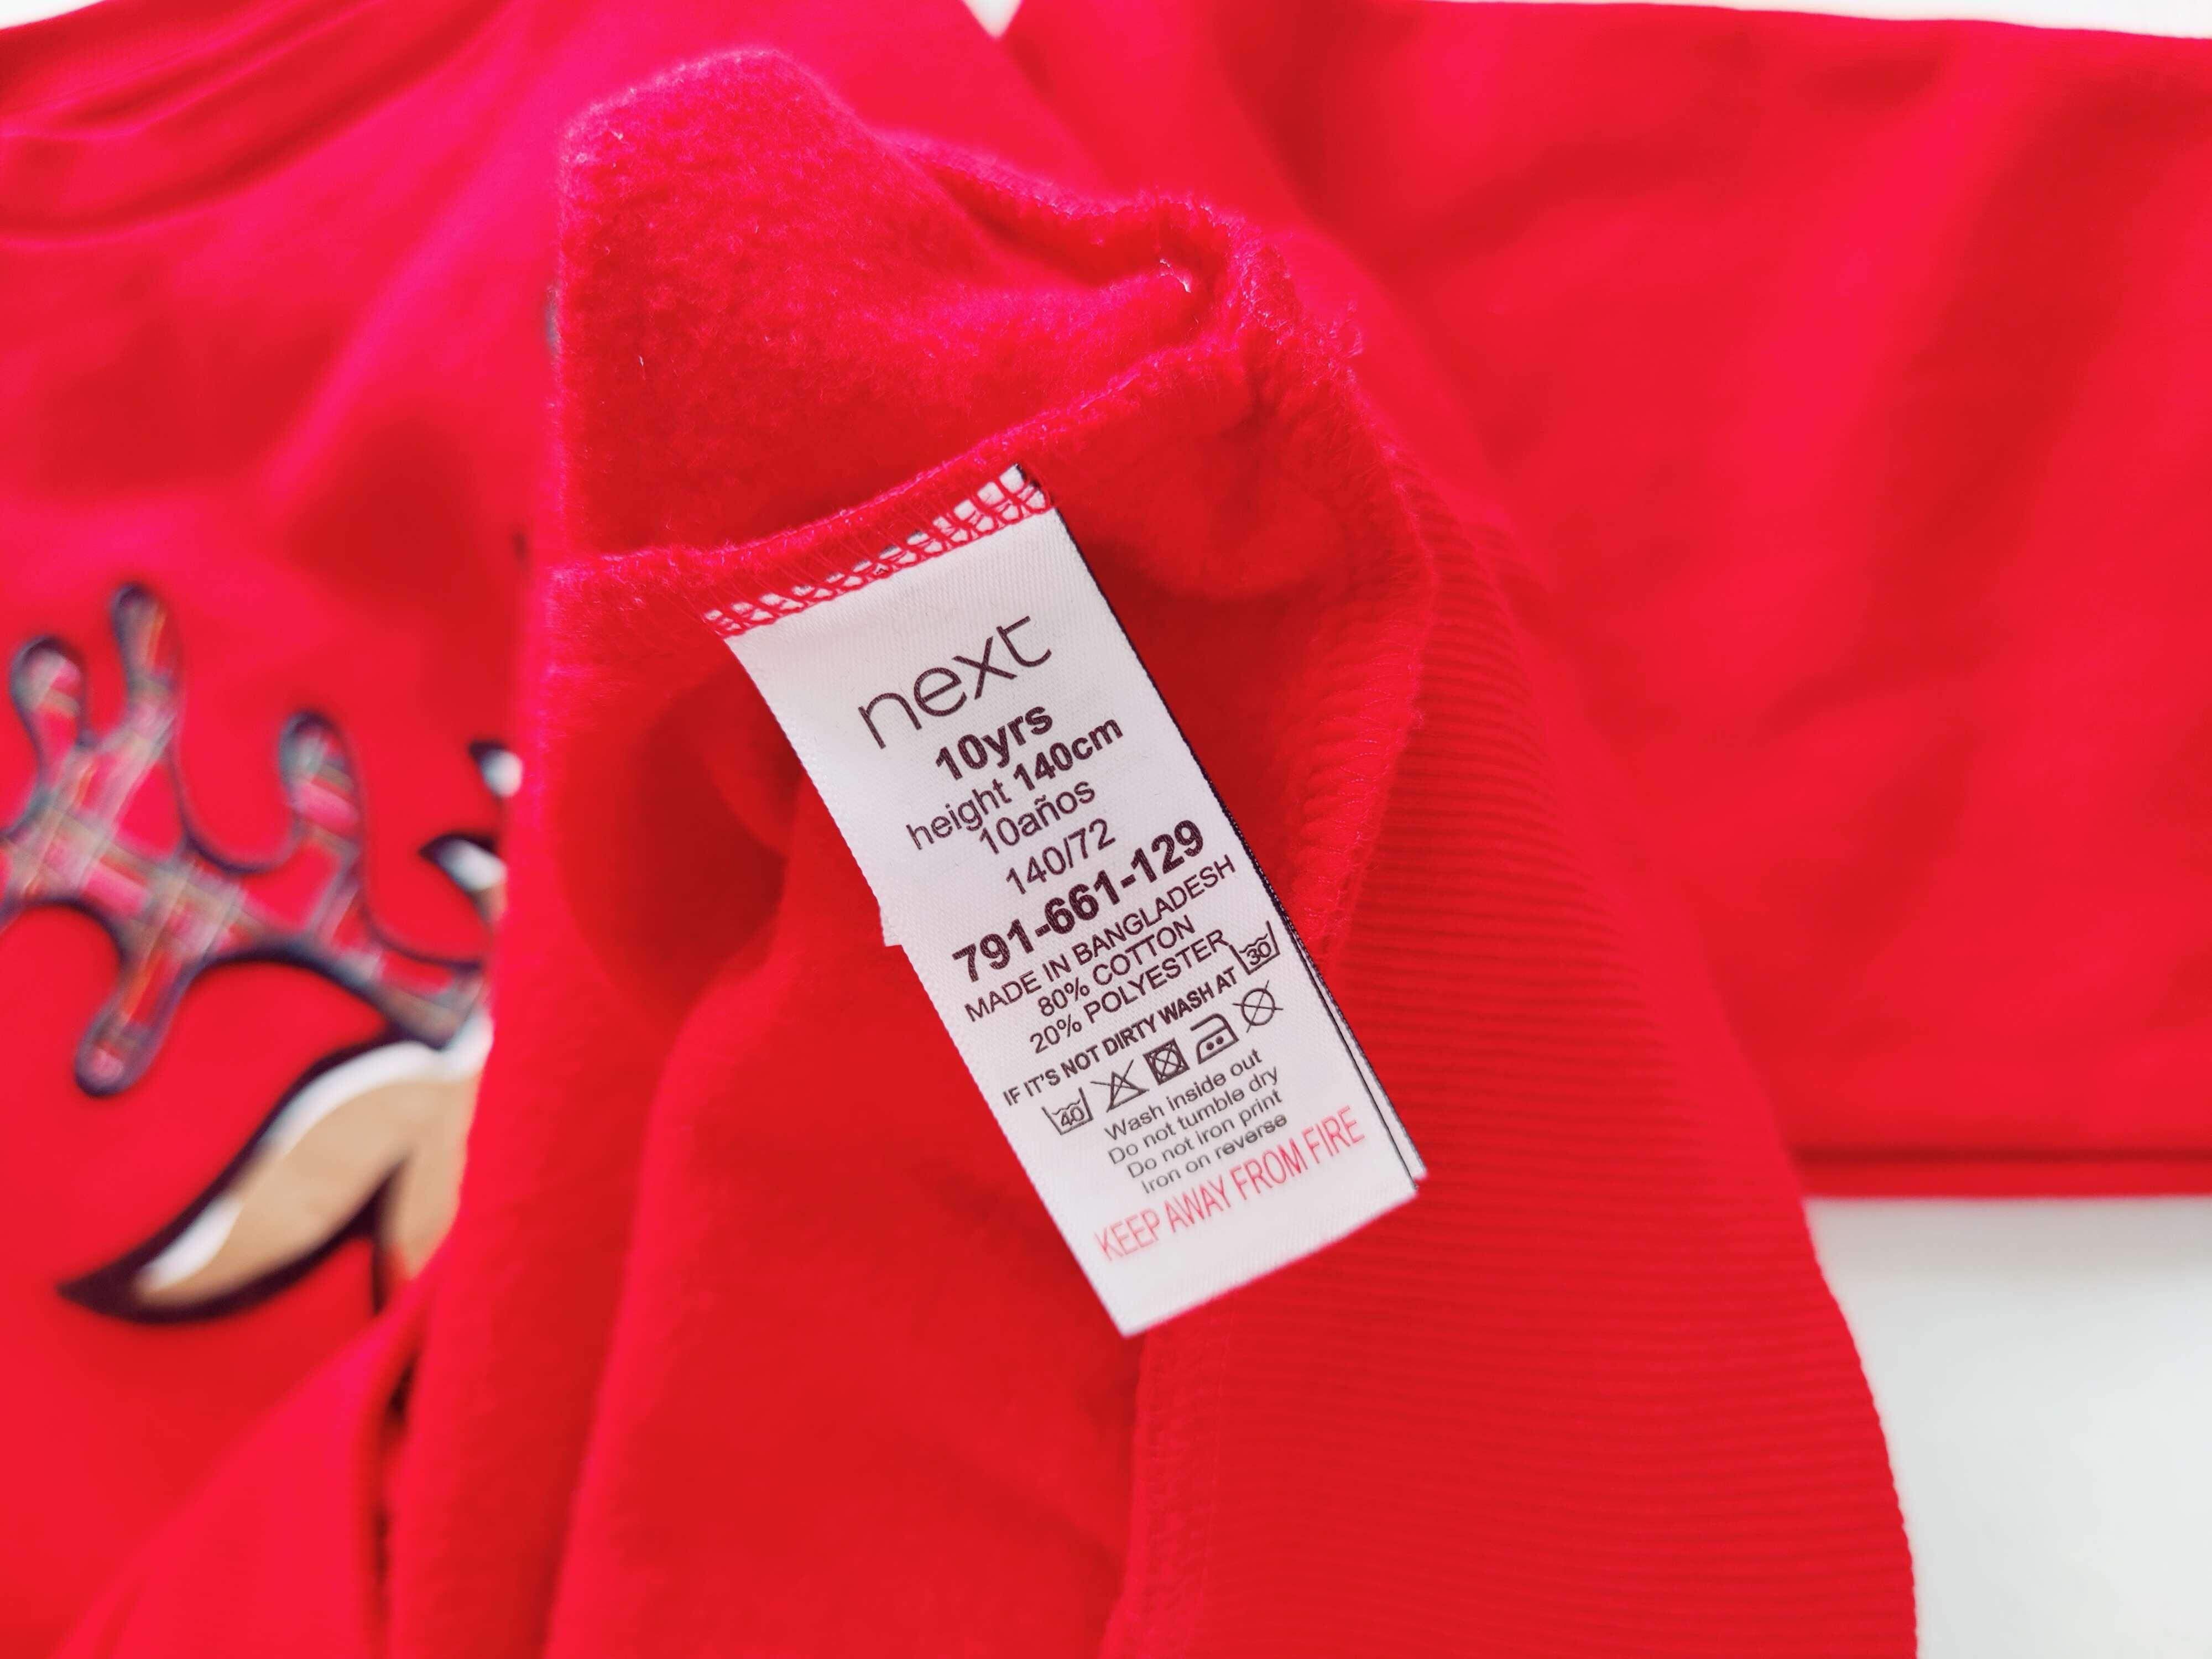 next
10yrs
height 140cm
10años
140/72
791-661-129
MADE IN BANGLADESH
80% COTTON
20% POLYESTER
IF IT'S NOT DIRTY WASH AT 30
40
Wash inside out
Do not tumble dry
Do not iron print
Iron on reverse
KEEP AWAY FROM FIRE